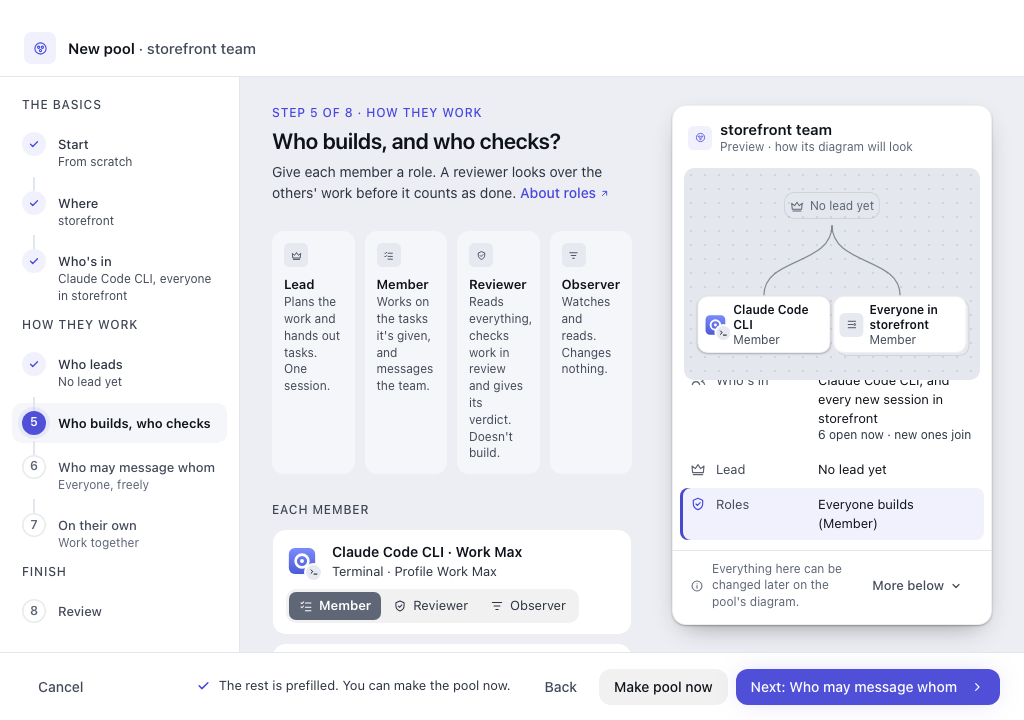 New pool · storefront team
THE BASICS
Start
From scratch
Where
storefront
Who's in
Claude Code CLI, everyone
in storefront
HOW THEY WORK
Who leads
No lead yet
5
Who builds, who checks
6
Who may message whom
Everyone, freely
7
On their own
Work together
FINISH
8
Review
STEP 5 OF 8 · HOW THEY WORK
Who builds, and who checks?
Give each member a role. A reviewer looks over the
others' work before it counts as done. About roles ↗
Lead
Plans the
work and
hands out
tasks.
One
session.
Member
Works on
the tasks
it's given,
and
messages
the team.
Reviewer
Reads
everything,
checks
work in
review
and gives
its
verdict.
Doesn't
build.
Observer
Watches
and
reads.
Changes
nothing.
EACH MEMBER
Claude Code CLI · Work Max
Terminal · Profile Work Max
Member
Reviewer
Observer
storefront team
Preview · how its diagram will look
No lead yet
Claude Code
CLI
Member
Everyone in
storefront
Member
Who's in
Claude Code CLI, and
every new session in
storefront
6 open now · new ones join
Lead
No lead yet
Roles
Everyone builds
(Member)
Everything here can be
changed later on the
pool's diagram.
More below
Cancel
The rest is prefilled. You can make the pool now.
Back
Make pool now
Next: Who may message whom